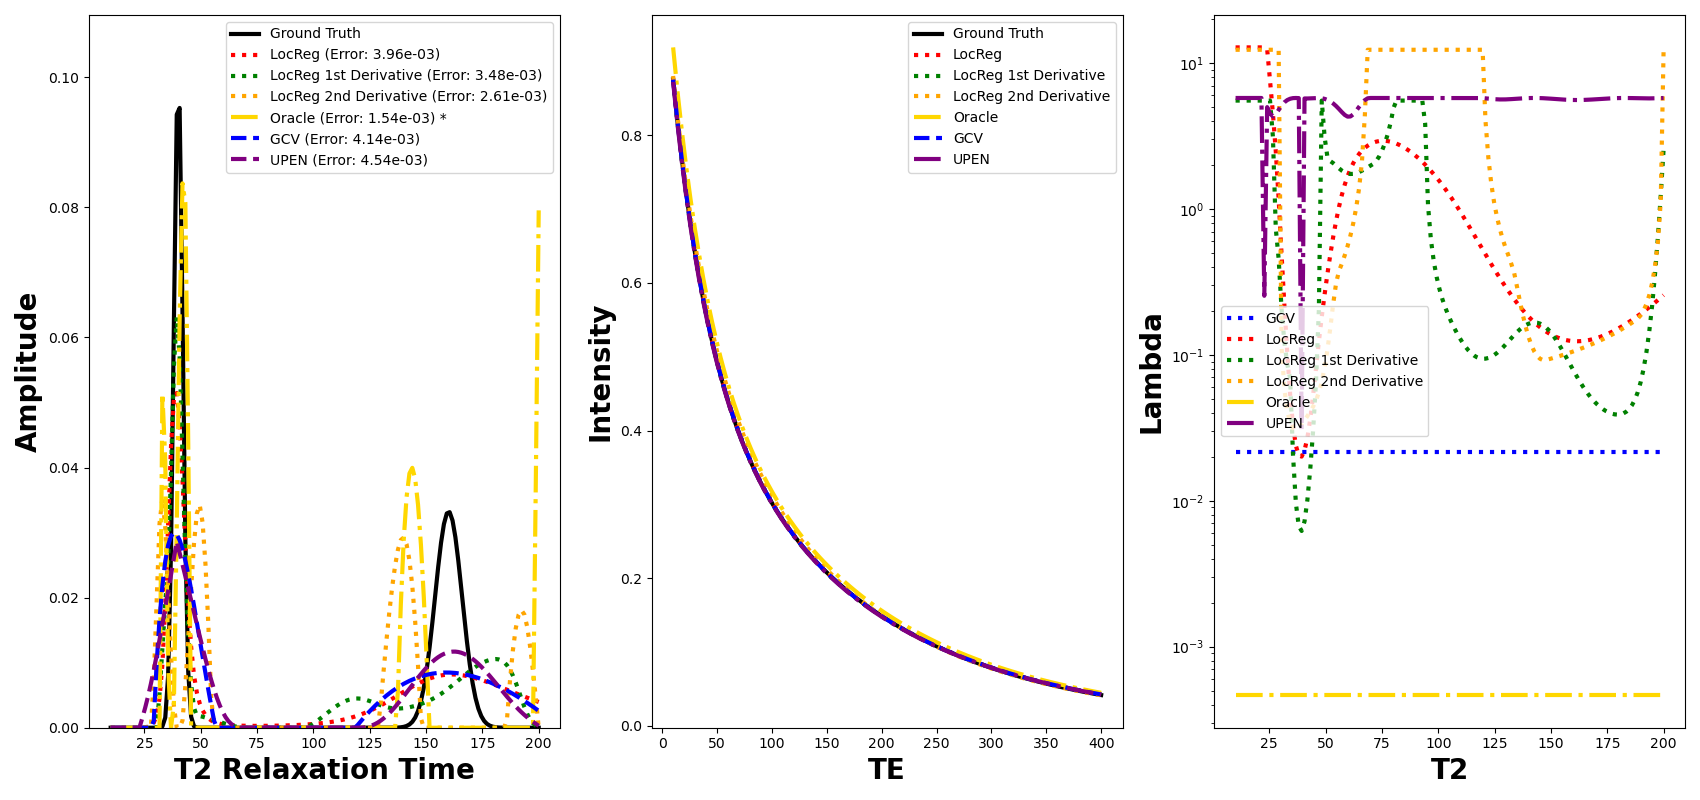 Amplitude
0.10
0.08
0.06
0.04
0.02
0.00
25 50 75 100 125 150 175 200
T2 Relaxation Time
Ground Truth
LocReg (Error: 3.96e-03)
LocReg 1st Derivative (Error: 3.48e-03)
LocReg 2nd Derivative (Error: 2.61e-03)
Oracle (Error: 1.54e-03) *
GCV (Error: 4.14e-03)
UPEN (Error: 4.54e-03)
Intensity
0.8
0.6
0.4
0.2
0.0
0 50 100 150 200 250 300 350 400
TE
Ground Truth
LocReg
LocReg 1st Derivative
LocReg 2nd Derivative
Oracle
GCV
UPEN
Lambda
10¹
10⁰
10⁻¹
10⁻²
10⁻³
25 50 75 100 125 150 175 200
T2
GCV
LocReg
LocReg 1st Derivative
LocReg 2nd Derivative
Oracle
UPEN